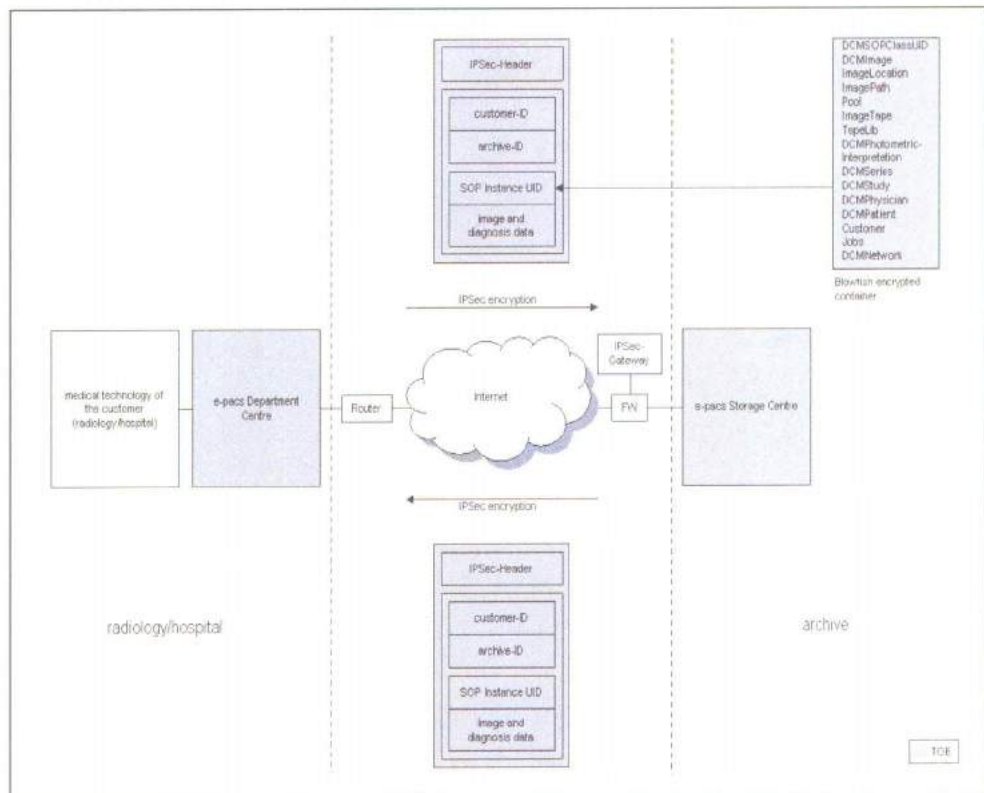 IPSec-Header
customer-ID
archive-ID
SOP Instance UID
image and
diagnosis data
DCMSOPClassUID
DCMImage
ImageLocation
ImagePath
Pool
ImageTape
TapeLib
DCMPhotometric-
Interpretation
DCMSeries
DCMStudy
DCMPhysician
DCMPatient
Customer
Jobs
DCMNetwork
Blowfish encrypted
container
IPSec encryption
medical technology of
the customer
(radiology/hospital)
e-pacs Department
Centre
Router
Internet
IPSec-
Gateway
FW
e-pacs Storage Centre
IPSec encryption
IPSec-Header
customer-ID
archive-ID
SOP Instance UID
image and
diagnosis data
radiology/hospital
archive
TOE